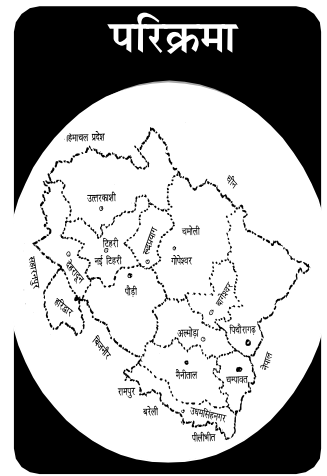 परिक्रमा
हिमाचल प्रदेश
चीन
उत्तरकाशी
टिहरी
नई टिहरी
रूद्रप्रयाग
चमोली
गोपेश्वर
सहारनपुर
देहरादून
हरिद्वार
पौड़ी
बागेश्वर
बिजनौर
अल्मोड़ा
पिथौरागढ़
नैनीताल
चम्पावत
नेपाल
रामपुर
बरेली
उधमसिंहनगर
पीलीभीत